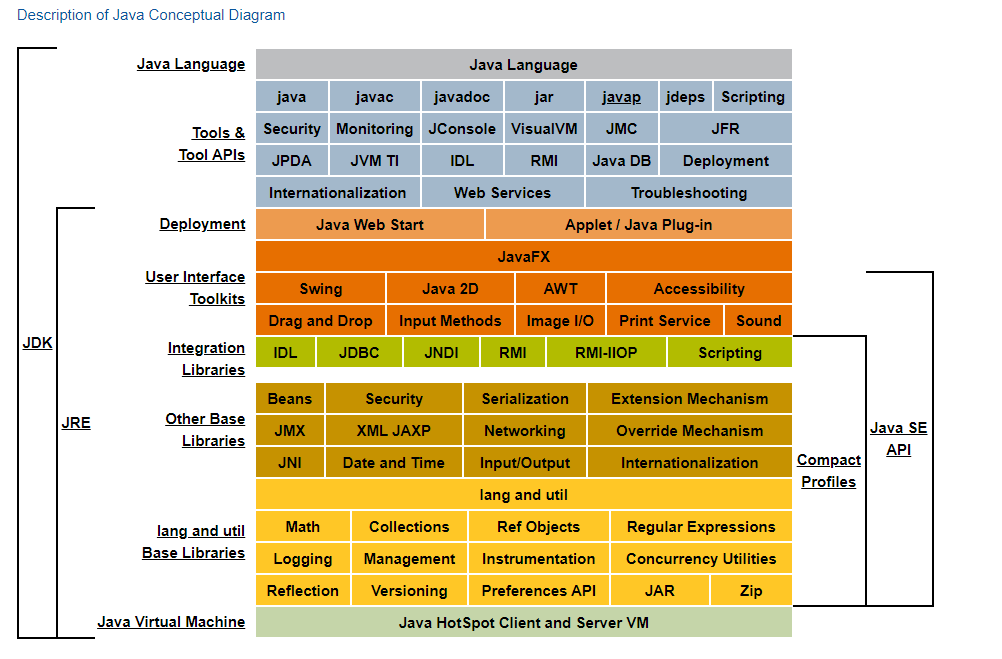 Description of Java Conceptual Diagram
Java Language
Java Language
Tools &
Tool APIs
java javac javadoc jar javap jdeps Scripting
Security Monitoring JConsole VisualVM JMC JFR
JPDA JVM TI IDL RMI Java DB Deployment
Internationalization Web Services Troubleshooting
Deployment
Java Web Start Applet / Java Plug-in
User Interface
Toolkits
JavaFX
Swing Java 2D AWT Accessibility
Drag and Drop Input Methods Image I/O Print Service Sound
Integration
Libraries
IDL JDBC JNDI RMI RMI-IIOP Scripting
JDK
JRE
Other Base
Libraries
Beans Security Serialization Extension Mechanism
JMX XML JAXP Networking Override Mechanism
JNI Date and Time Input/Output Internationalization
Java SE
API
Compact
Profiles
lang and util
Base Libraries
lang and util
Math Collections Ref Objects Regular Expressions
Logging Management Instrumentation Concurrency Utilities
Reflection Versioning Preferences API JAR Zip
Java Virtual Machine
Java HotSpot Client and Server VM